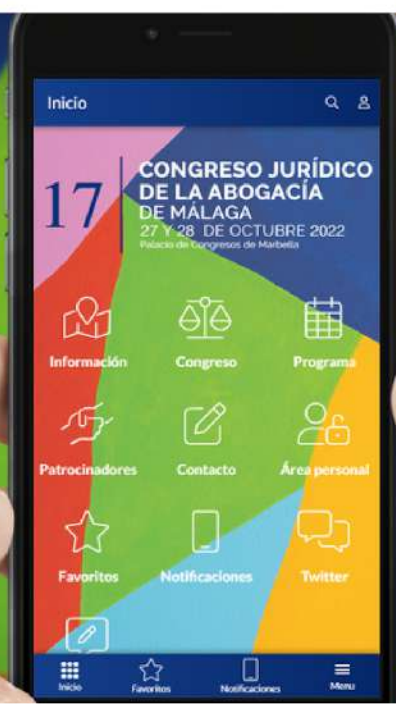 Inicio
17
CONGRESO JURÍDICO
DE LA ABOGACÍA
DE MÁLAGA
27 Y 28 DE OCTUBRE 2022
Palacio de Congresos de Marbella
Información
Congreso
Programa
Patrocinadores
Contacto
Área personal
Favoritos
Notificaciones
Twitter
Inicio
Favoritos
Notificaciones
Menu